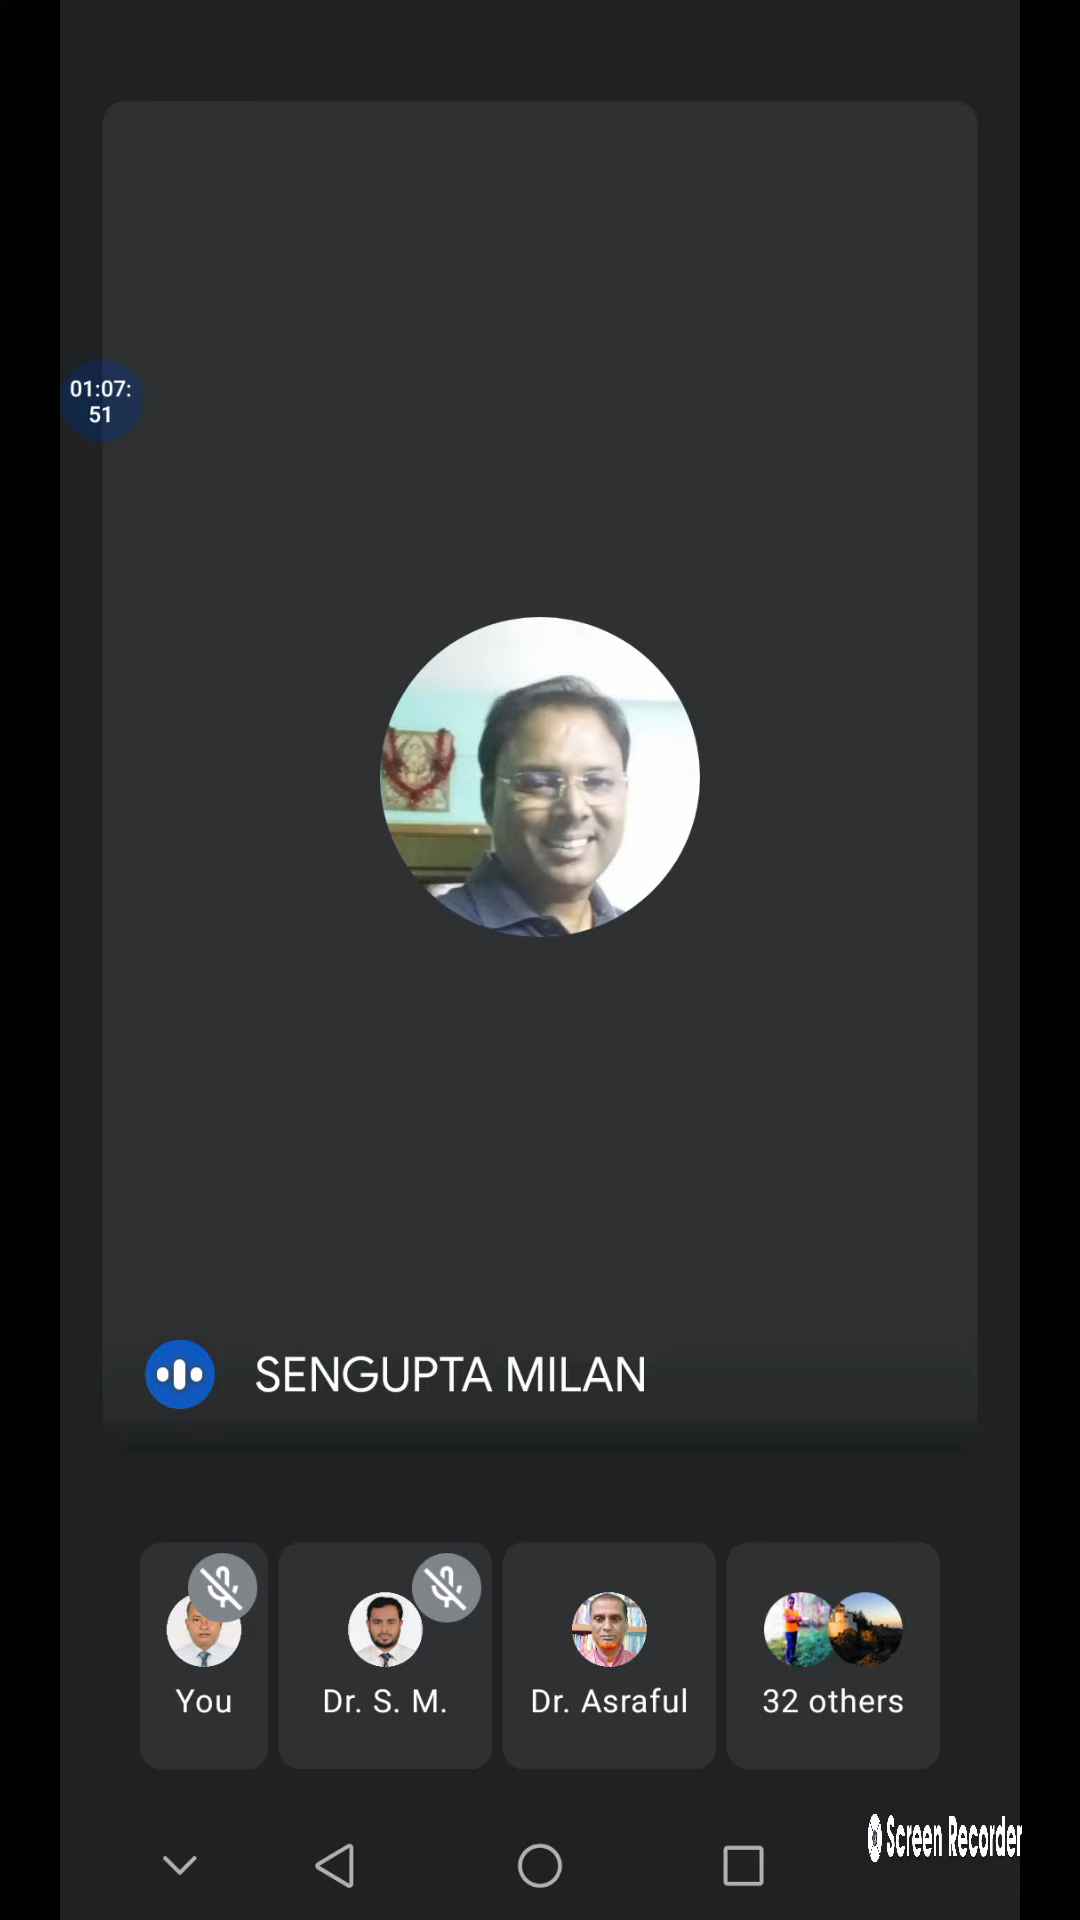 01:07:
51
SENGUPTA MILAN
You
Dr. S. M.
Dr. Asraful
32 others
Screen Recorder